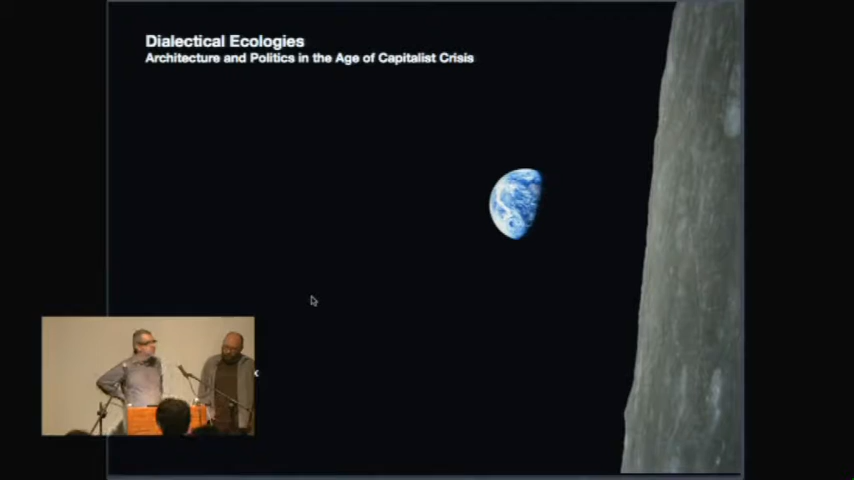 Dialectical Ecologies
Architecture and Politics in the Age of Capitalist Crisis